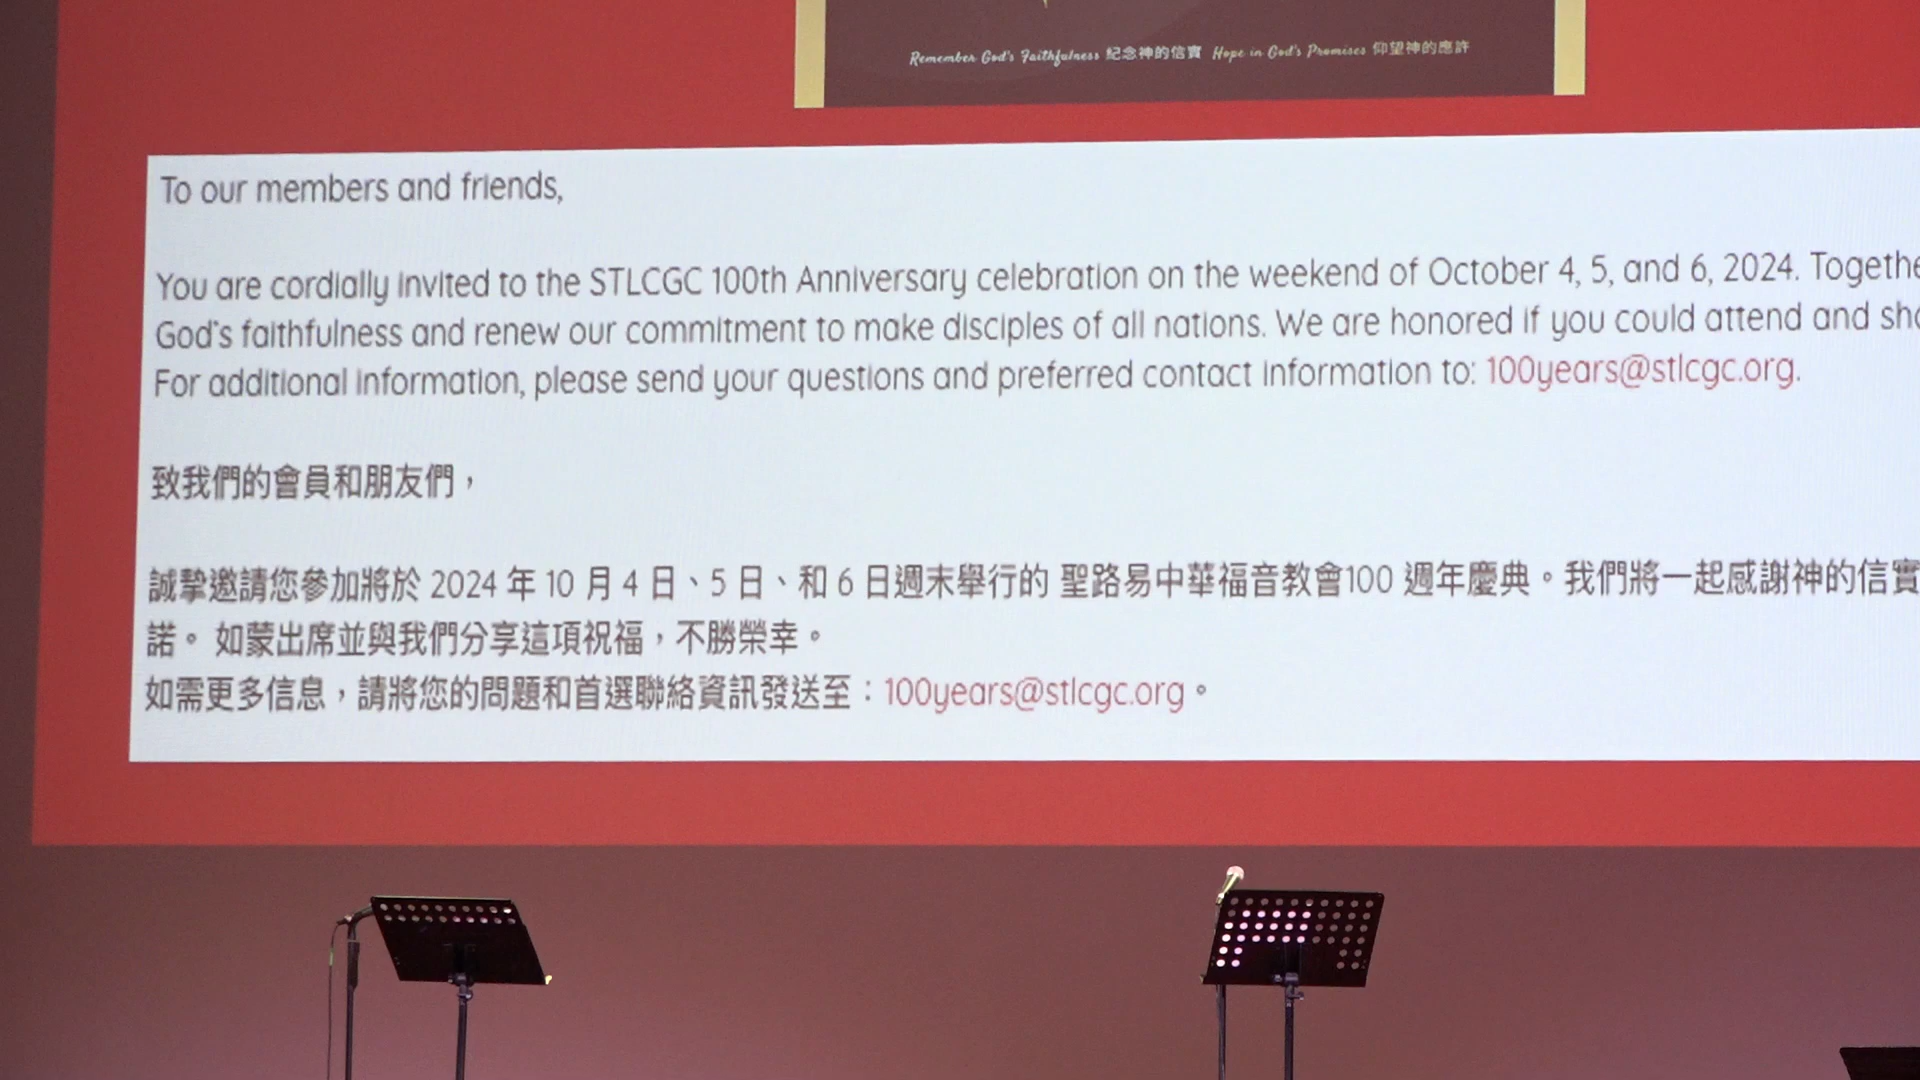 Remember God's Faithfulness 紀念神的信實 Hope in God's Promises 仰望神的應許
To our members and friends,
You are cordially invited to the STLCGC 100th Anniversary celebration on the weekend of October 4, 5, and 6, 2024.
God's faithfulness and renew our commitment to make disciples of all nations. We are honored if you could attend and
For additional information, please send your questions and preferred contact information to: 100years@stlcgc.org.
致我們的會員和朋友們，
誠摯邀請您參加將於 2024 年 10 月 4 日、5 日、和 6 日週末舉行的 聖路易中華福音教會100 週年慶典。我們將一起感謝神的信實
諾。 如蒙出席並與我們分享這項祝福，不勝榮幸。
如需更多信息，請將您的問題和首選聯絡資訊發送至：100years@stlcgc.org。